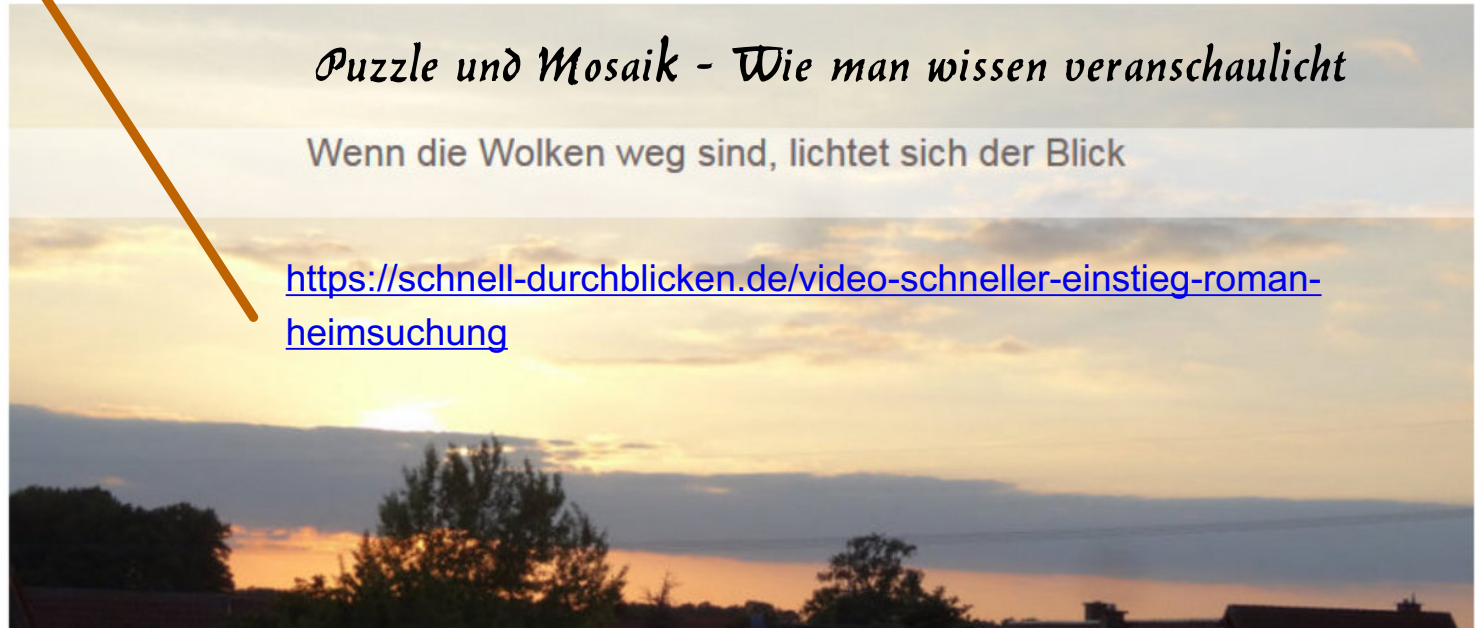 Puzzle und Mosaik - Wie man wissen veranschaulicht
Wenn die Wolken weg sind, lichtet sich der Blick
https://schnell-durchblicken.de/video-schneller-einstieg-roman-
heimsuchung